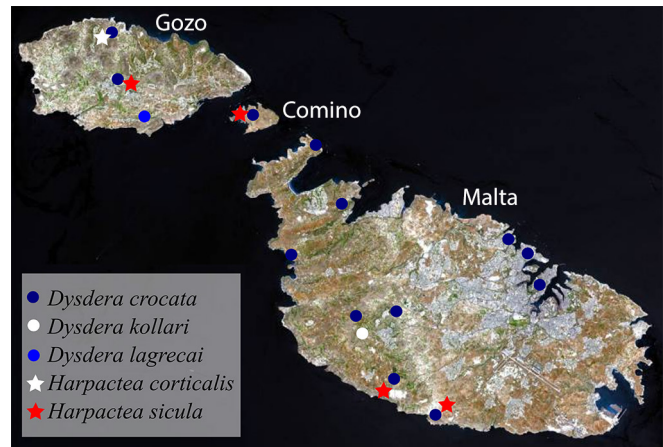 Gozo
Comino
Malta
Dysdera crocata
Dysdera kollari
Dysdera lagrecai
Harpactea corticalis
Harpactea sicula